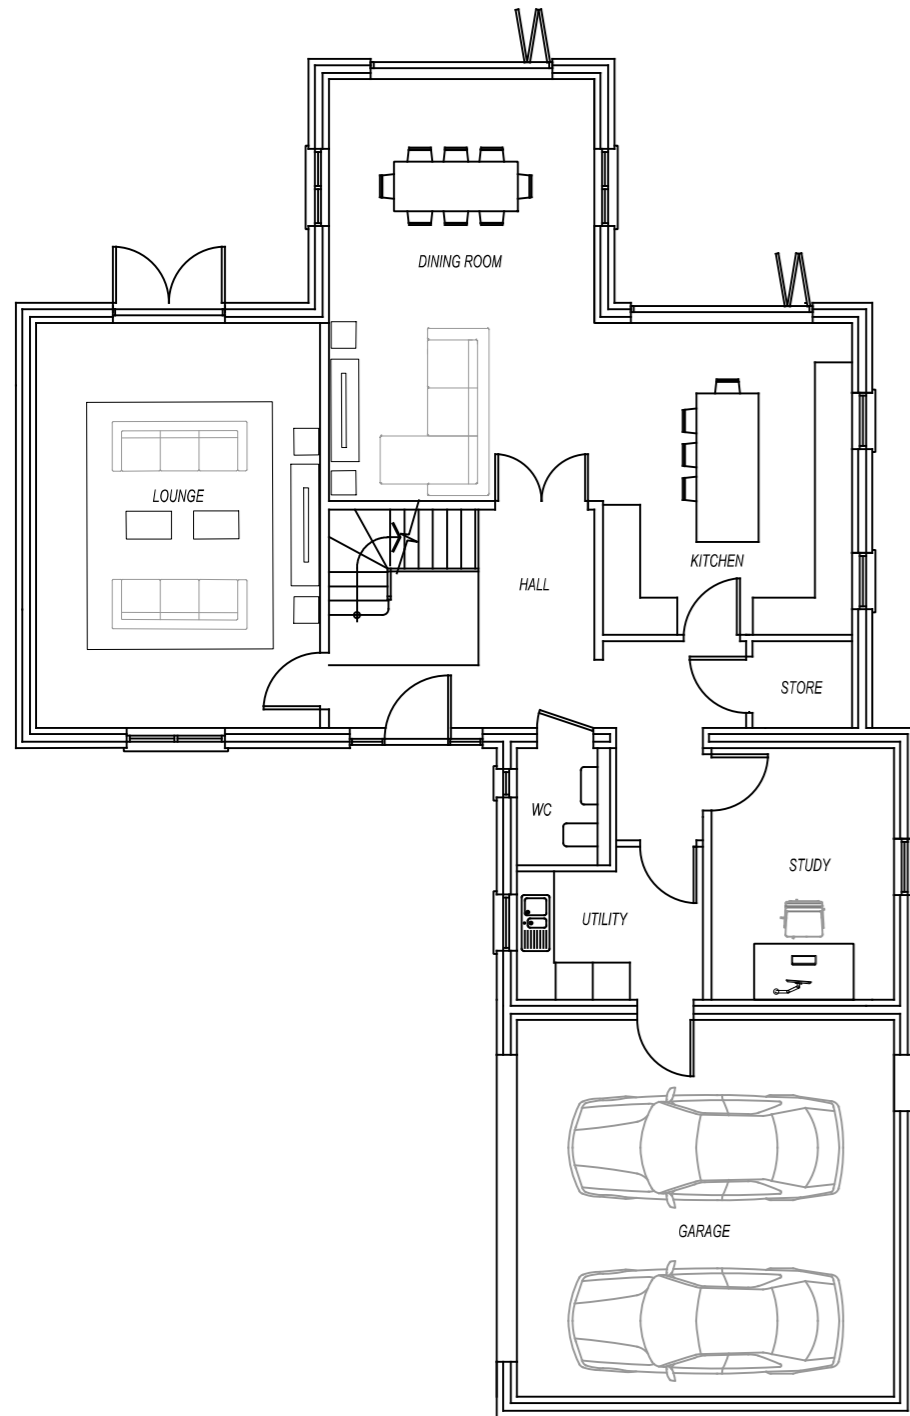 DINING ROOM
LOUNGE
KITCHEN
HALL
STORE
WC
STUDY
UTILITY
GARAGE